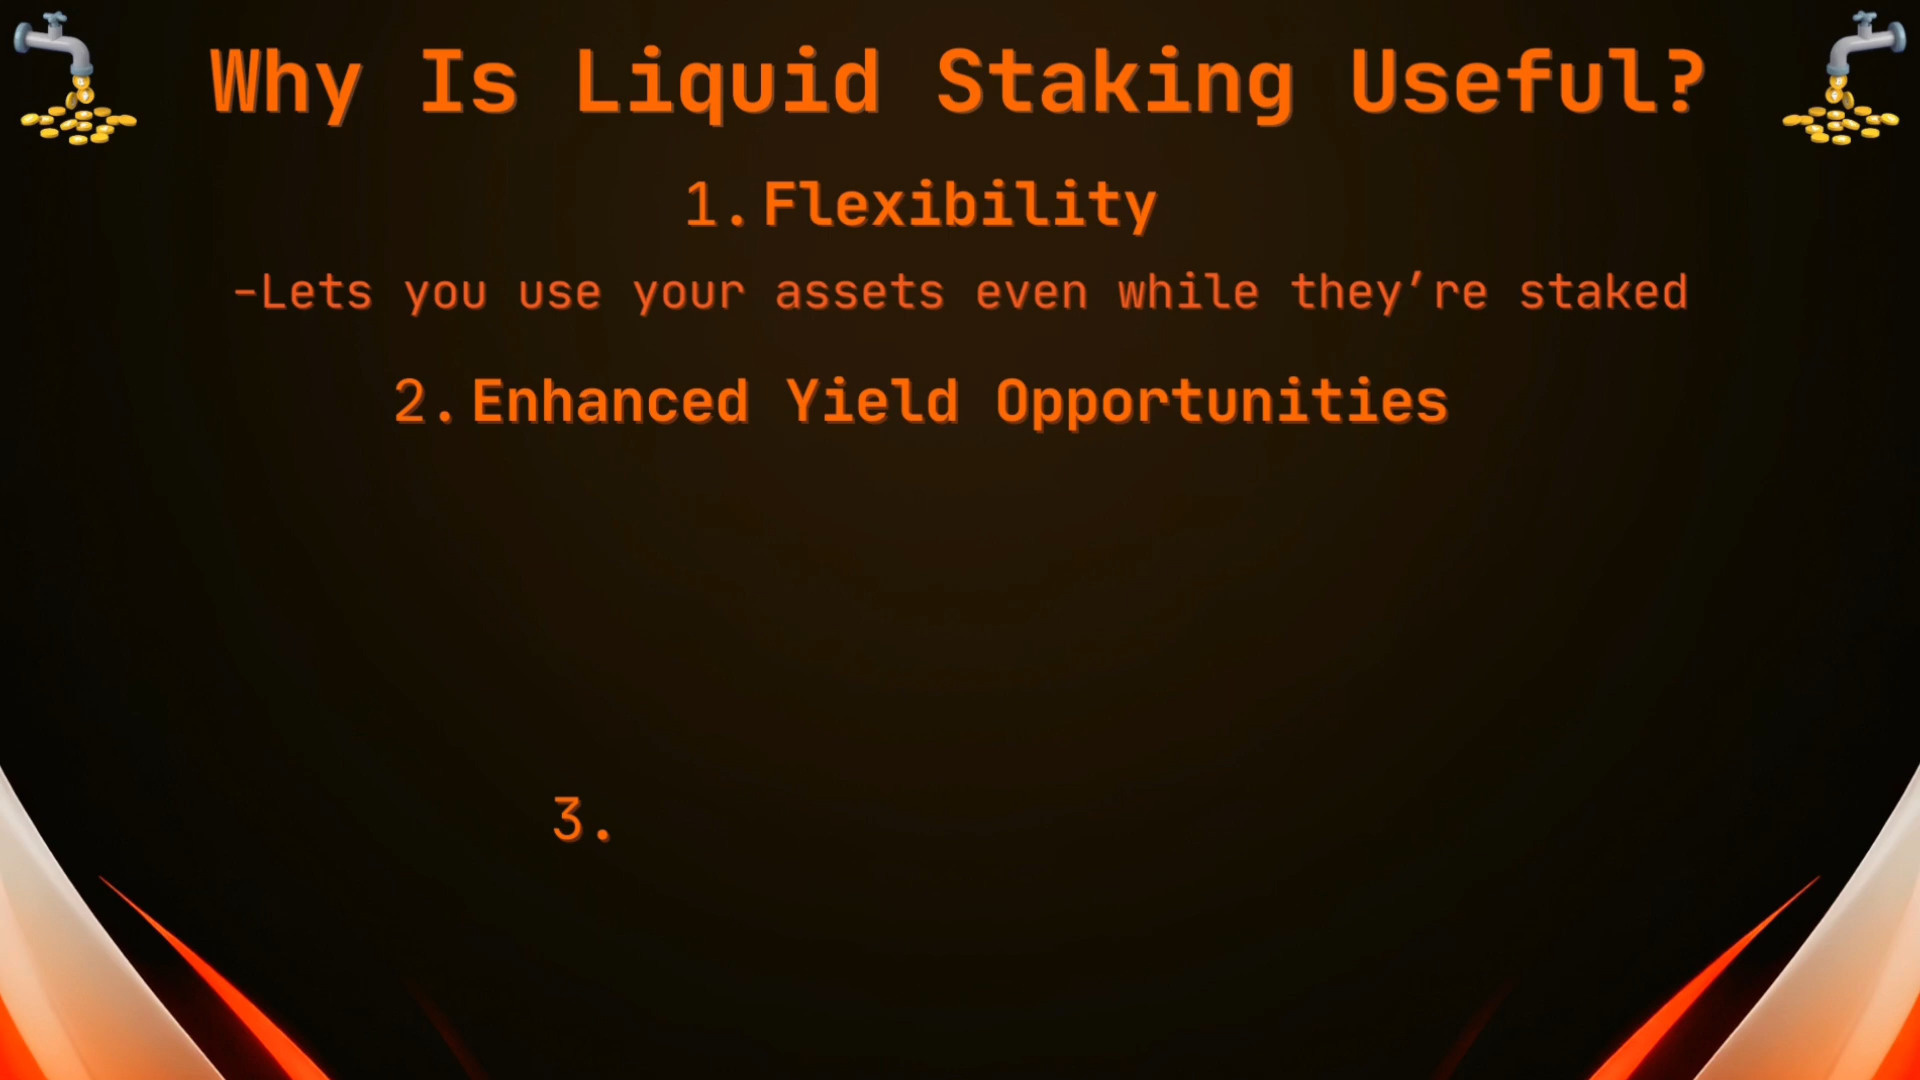 Why Is Liquid Staking Useful?
1. Flexibility
-Lets you use your assets even while they’re staked
2. Enhanced Yield Opportunities
3.